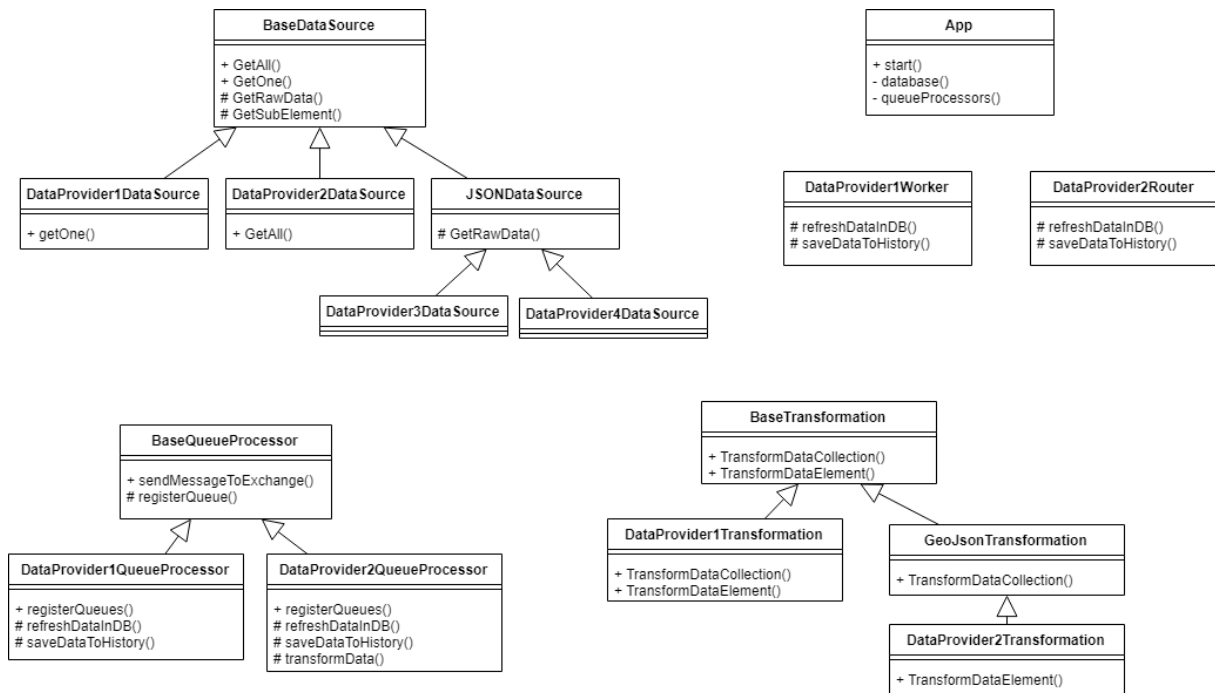 BaseDataSource
+ GetAll()
+ GetOne()
# GetRawData()
# GetSubElement()
App
+ start()
- database()
- queueProcessors()
DataProvider1DataSource
+ getOne()
DataProvider2DataSource
+ GetAll()
JSONDataSource
# GetRawData()
DataProvider1Worker
# refreshDataInDB()
# saveDataToHistory()
DataProvider2Router
# refreshDataInDB()
# saveDataToHistory()
DataProvider3DataSource
DataProvider4DataSource
BaseQueueProcessor
+ sendMessageToExchange()
# registerQueue()
BaseTransformation
+ TransformDataCollection()
+ TransformDataElement()
DataProvider1QueueProcessor
+ registerQueues()
# refreshDataInDB()
# saveDataToHistory()
DataProvider2QueueProcessor
+ registerQueues()
# refreshDataInDB()
# saveDataToHistory()
# transformData()
DataProvider1Transformation
+ TransformDataCollection()
+ TransformDataElement()
GeoJsonTransformation
+ TransformDataCollection()
DataProvider2Transformation
+ TransformDataElement()